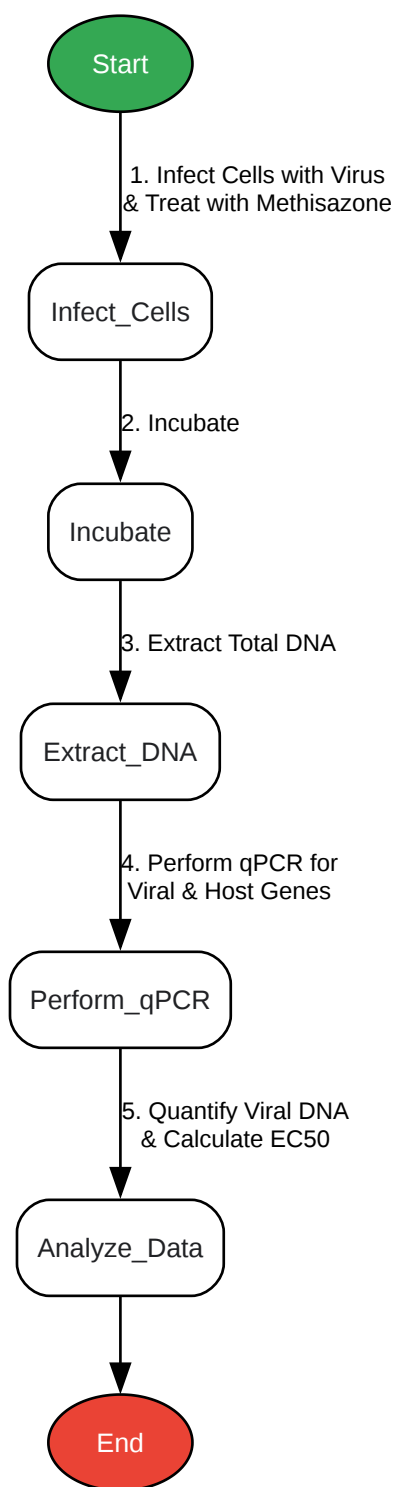 Start
1. Infect Cells with Virus
& Treat with Methisazone
Infect_Cells
2. Incubate
Incubate
3. Extract Total DNA
Extract_DNA
4. Perform qPCR for
Viral & Host Genes
Perform_qPCR
5. Quantify Viral DNA
& Calculate EC50
Analyze_Data
End